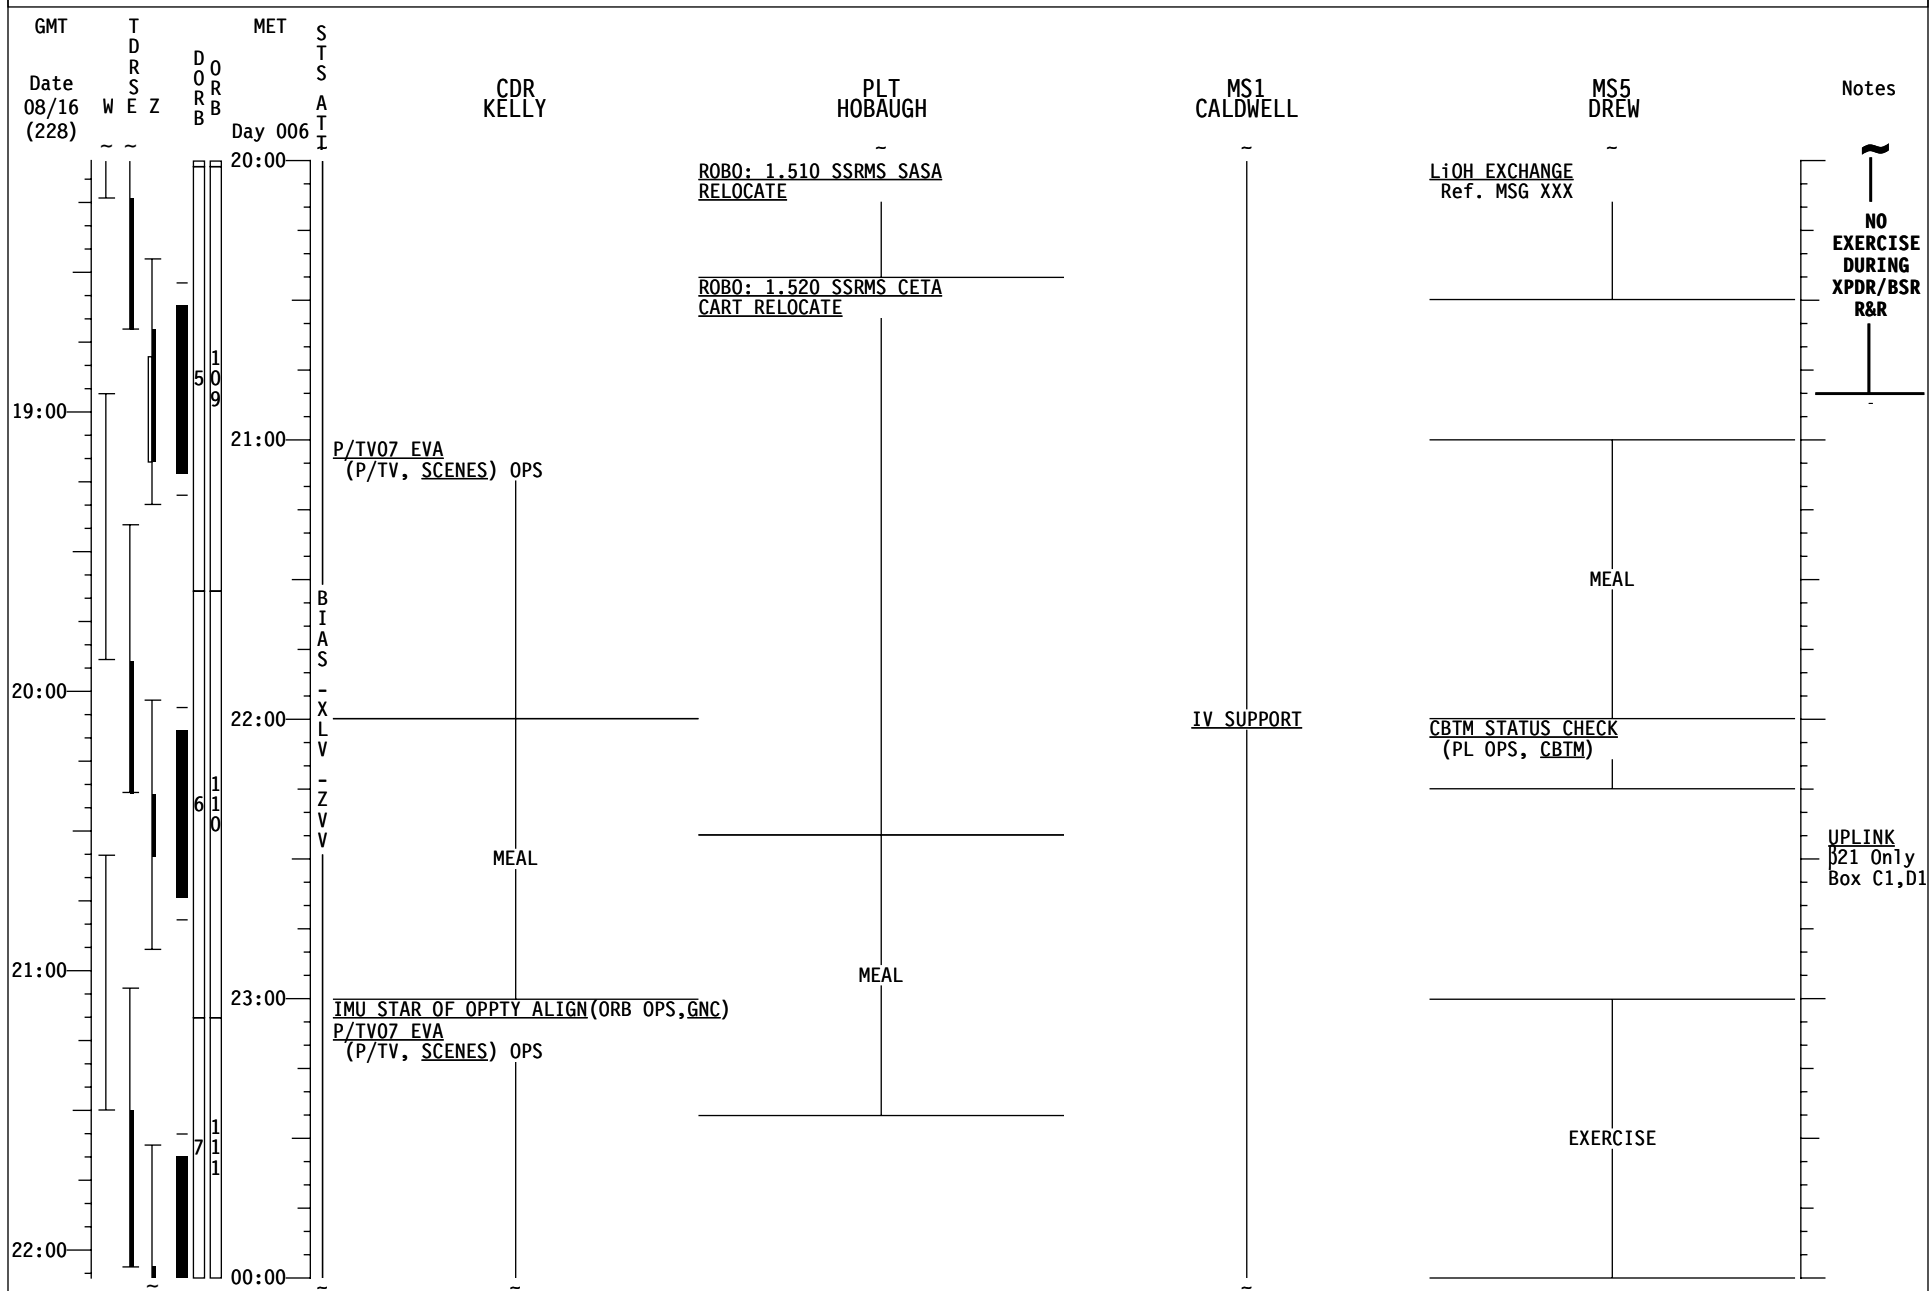 GMT
Date
08/16
(228)
TDRS
W E Z
DORB
ORB
MET
Day 006
STS ATT
CDR
KELLY
PLT
HOBAUGH
MS1
CALDWELL
MS5
DREW
Notes
~ ~
~
~
~
~
20:00
ROBO: 1.510 SSRMS SASA
RELOCATE
LiOH EXCHANGE
Ref. MSG XXX
NO
EXERCISE
DURING
XPDR/BSR
R&R
ROBO: 1.520 SSRMS CETA
CART RELOCATE
5
109
19:00
21:00
P/TV07 EVA
(P/TV, SCENES) OPS
MEAL
BIAS -XLV -ZVV
20:00
22:00
IV SUPPORT
CBTM STATUS CHECK
(PL OPS, CBTM)
6
110
MEAL
UPLINK
β21 Only
Box C1,D1
21:00
MEAL
23:00
IMU STAR OF OPPTY ALIGN(ORB OPS,GNC)
P/TV07 EVA
(P/TV, SCENES) OPS
7
111
EXERCISE
22:00
00:00
~
~
~
~